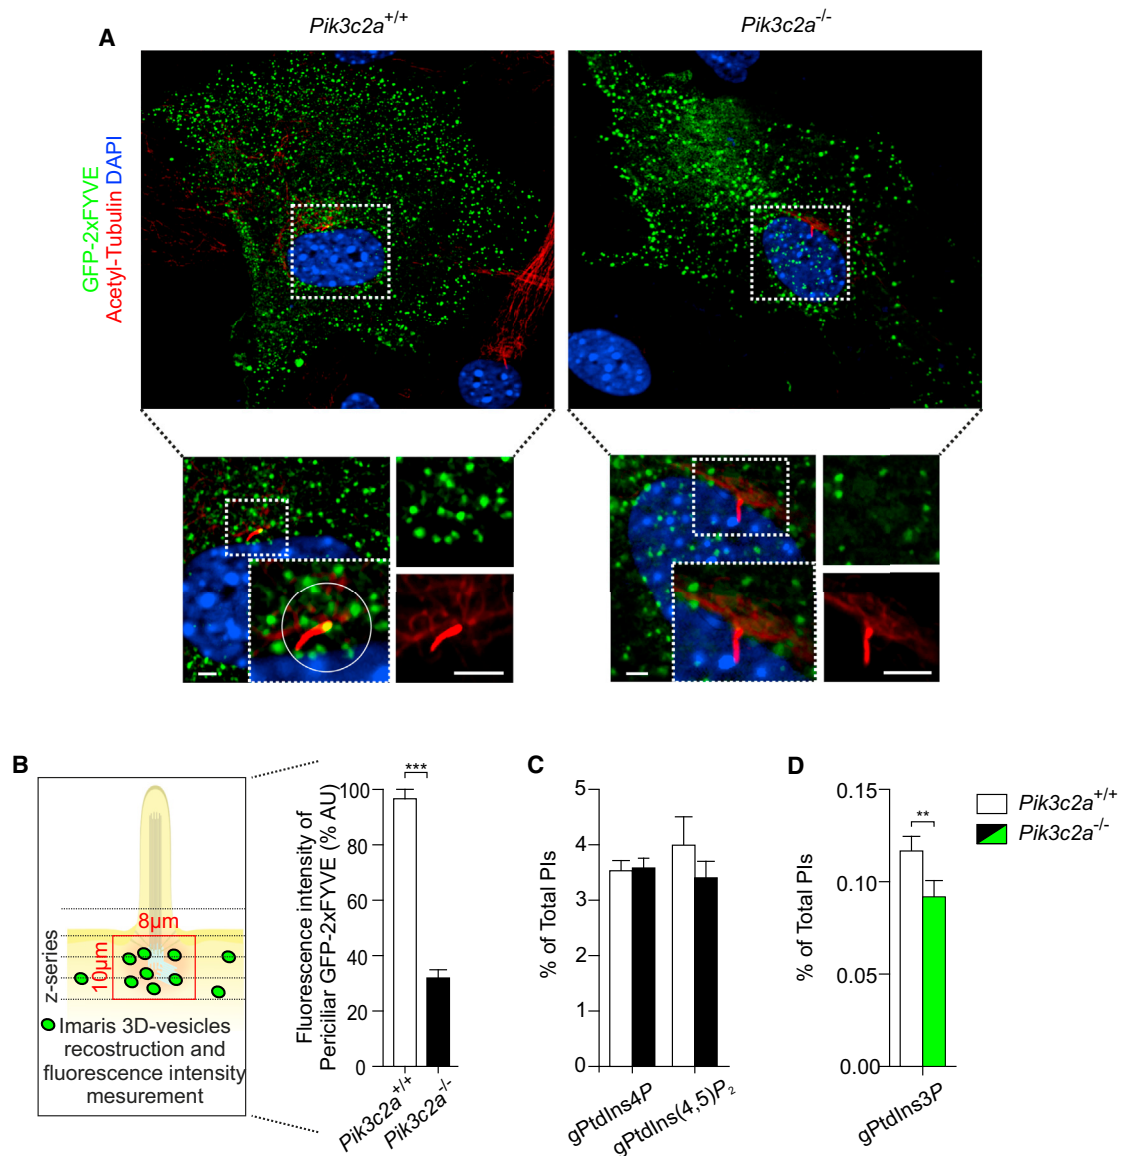 A
Pik3c2a+/+
Pik3c2a-/-
GFP-2xFYVE
Acetyl-Tubulin DAPI
B
z-series
8µm
10µm
Imaris 3D-vesicles
recostruction and
fluorescence intensity
mesurement
Fluorescence intensity of
Periciliar GFP-2xFYVE (% AU)
100
80
60
40
20
0
***
Pik3c2a+/+
Pik3c2a-/-
C
% of Total PIs
5
4
3
2
1
0
gPtdIns4P
gPtdIns(4,5)P2
D
% of Total PIs
0.15
0.10
0.05
0.00
**
gPtdIns3P
Pik3c2a+/+
Pik3c2a-/-